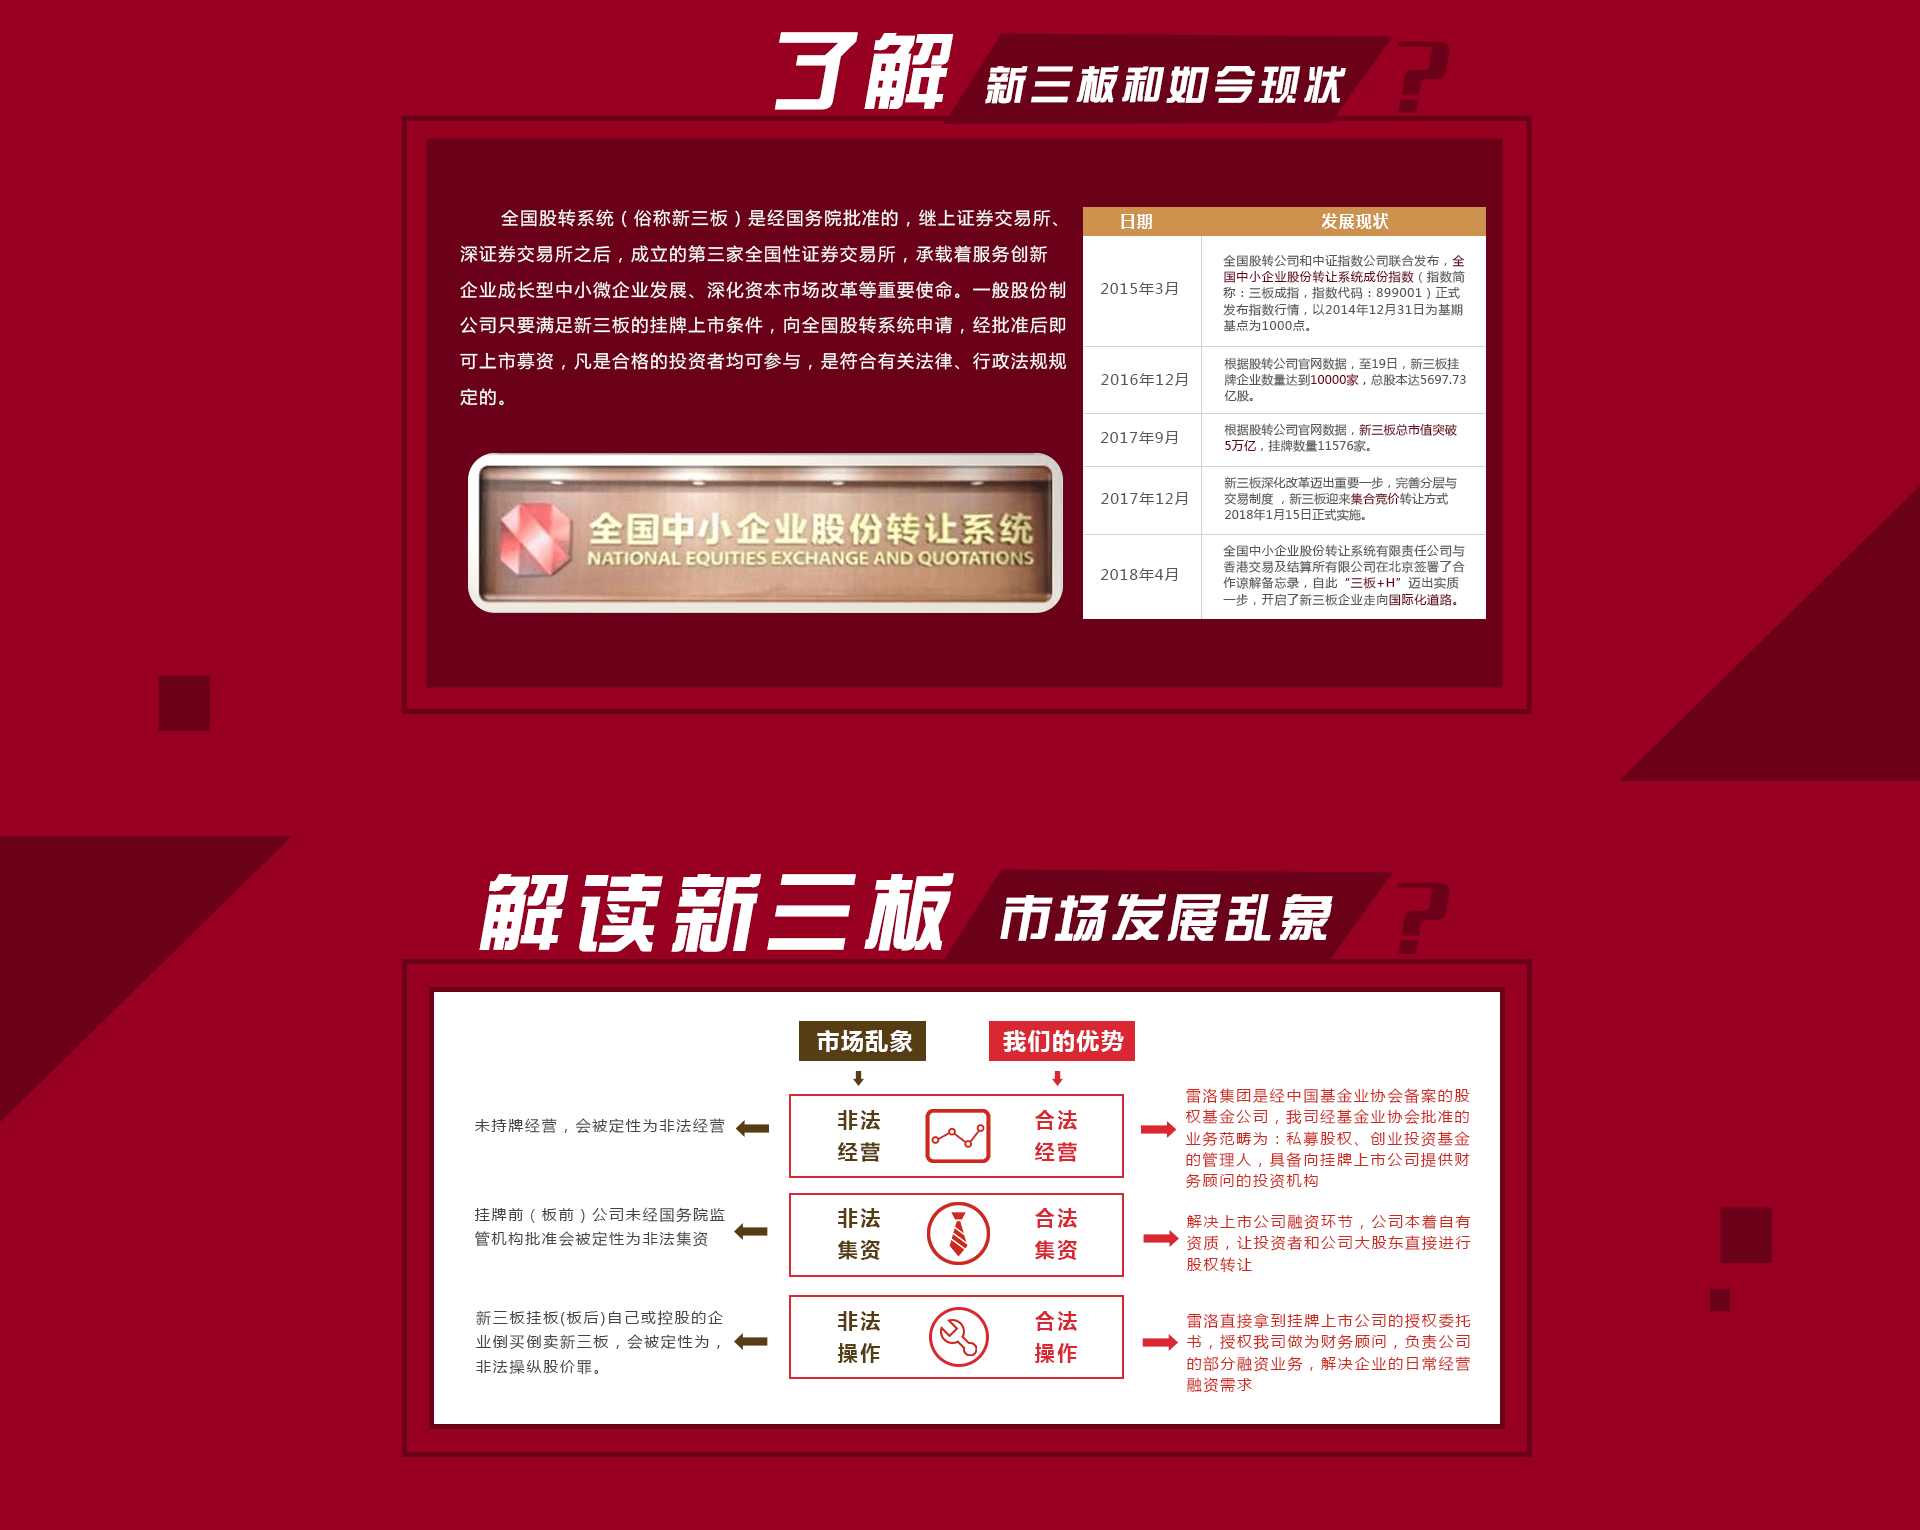 了解 新三板和如今现状 ?
全国股转系统（俗称新三板）是经国务院批准的，继上证券交易所、
深证券交易所之后，成立的第三家全国性证券交易所，承载着服务创新
企业成长型中小微企业发展、深化资本市场改革等重要使命。一般股份制
公司只要满足新三板的挂牌上市条件，向全国股转系统申请，经批准后即
可上市募资，凡是合格的投资者均可参与，是符合有关法律、行政法规规
定的。
全国中小企业股份转让系统
NATIONAL EQUITIES EXCHANGE AND QUOTATIONS
日期 发展现状
2015年3月
全国股转公司和中证指数公司联合发布，全
国中小企业股份转让系统成份指数（指数简
称：三板成指，指数代码：899001）正式
发布指数行情，以2014年12月31日为基期
基点为1000点。
2016年12月
根据股转公司官网数据，至19日，新三板挂
牌企业数量达到10000家，总股本达5697.73
亿股。
2017年9月
根据股转公司官网数据，新三板总市值突破
5万亿，挂牌数量11576家。
2017年12月
新三板深化改革迈出重要一步，完善分层与
交易制度 ，新三板迎来集合竞价转让方式
2018年1月15日正式实施。
2018年4月
全国中小企业股份转让系统有限责任公司与
香港交易及结算所有限公司在北京签署了合
作谅解备忘录，自此“三板+H”迈出实质
一步，开启了新三板企业走向国际化道路。
解读新三板 市场发展乱象 ?
市场乱象 我们的优势
未持牌经营，会被定性为非法经营
非法
经营
合法
经营
雷洛集团是经中国基金业协会备案的股
权基金公司，我司经基金业协会批准的
业务范畴为：私募股权、创业投资基金
的管理人，具备向挂牌上市公司提供财
务顾问的投资机构
挂牌前（板前）公司未经国务院监
管机构批准会被定性为非法集资
非法
集资
合法
集资
解决上市公司融资环节，公司本着自有
资质，让投资者和公司大股东直接进行
股权转让
新三板挂板(板后)自己或控股的企
业倒买倒卖新三板，会被定性为，
非法操纵股价罪。
非法
操作
合法
操作
雷洛直接拿到挂牌上市公司的授权委托
书，授权我司做为财务顾问，负责公司
的部分融资业务，解决企业的日常经营
融资需求